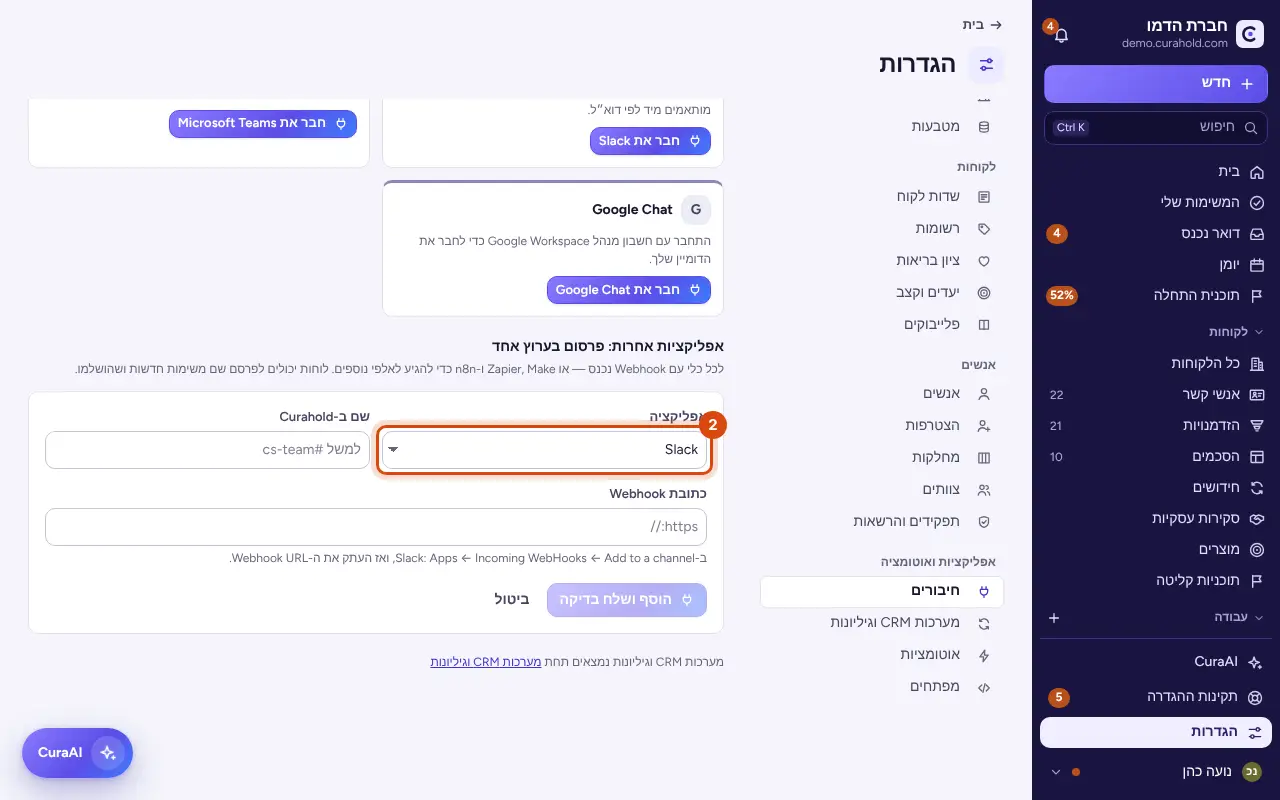 חברת הדמו
demo.curahold.com
4
חדש
חיפוש
Ctrl K
בית
המשימות שלי
דואר נכנס
4
יומן
תוכנית התחלה
52%
לקוחות
כל הלקוחות
אנשי קשר
22
הזדמנויות
21
הסכמים
10
חידושים
סקירות עסקיות
מוצרים
תוכניות קליטה
עבודה
CuraAI
תקינות ההגדרה
5
הגדרות
נועה כהן
נכ
בית
הגדרות
מטבעות
לקוחות
שדות לקוח
רשומות
ציון בריאות
יעדים וקצב
פלייבוקים
אנשים
אנשים
הצטרפות
מחלקות
צוותים
תפקידים והרשאות
אפליקציות ואוטומציה
חיבורים
מערכות CRM וגיליונות
אוטומציות
מפתחים
מותאמים מיד לפי דוא״ל.
חבר את Slack
חבר את Microsoft Teams
G
Google Chat
התחבר עם חשבון מנהל Google Workspace כדי לחבר את
הדומיין שלך.
חבר את Google Chat
אפליקציות אחרות: פרסום בערוץ אחד
לכל כלי עם Webhook נכנס — או Zapier, Make ו-n8n כדי להגיע לאלפי נוספים. לוחות יכולים לפרסם שם משימות חדשות ושהושלמו.
אפליקציה
2
Slack
שם ב-Curahold
למשל #cs-team
כתובת Webhook
https://
ב-Slack: Apps ← Incoming WebHooks ← Add to a channel, ואז העתק את ה-Webhook URL.
הוסף ושלח בדיקה
ביטול
מערכות CRM וגיליונות נמצאים תחת מערכות CRM וגיליונות
CuraAI